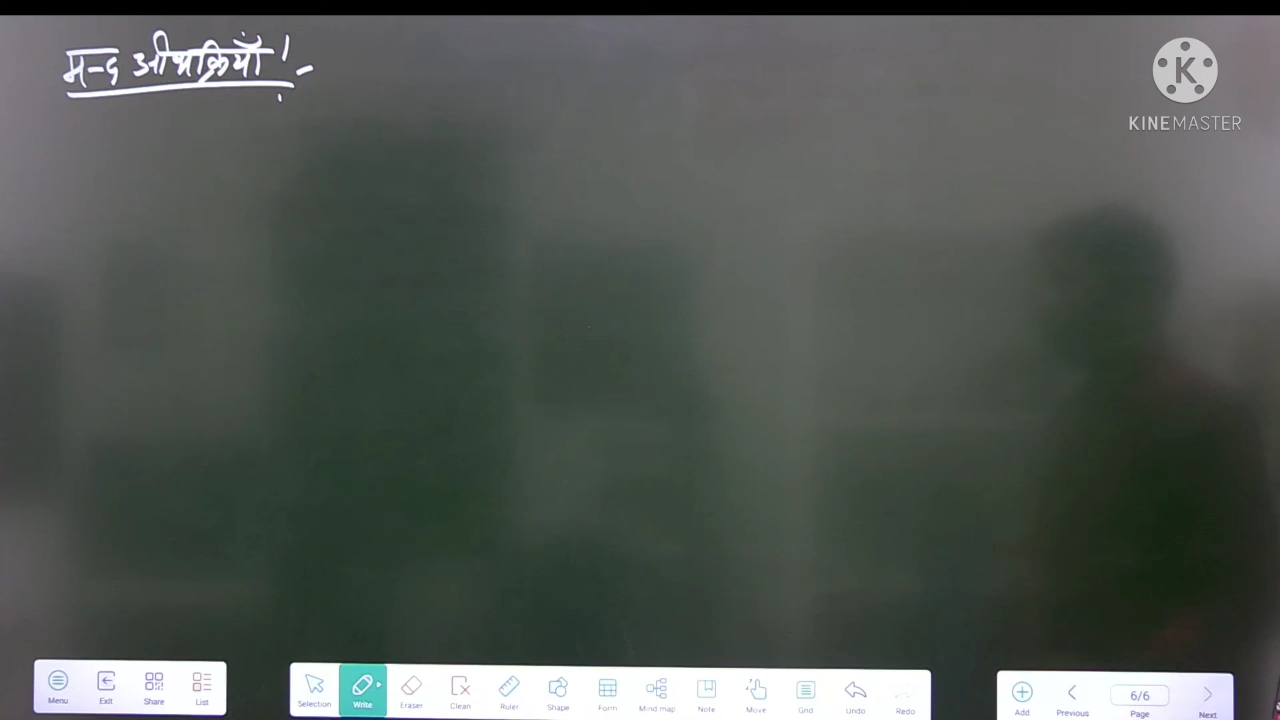 मन्द अभिक्रियाँ :-
KINEMASTER
Menu Exit Share List
Selection Write Eraser Clean Ruler Shape Form Mind map Note Move Grid Undo Redo
Add Previous 6/6 Page Next